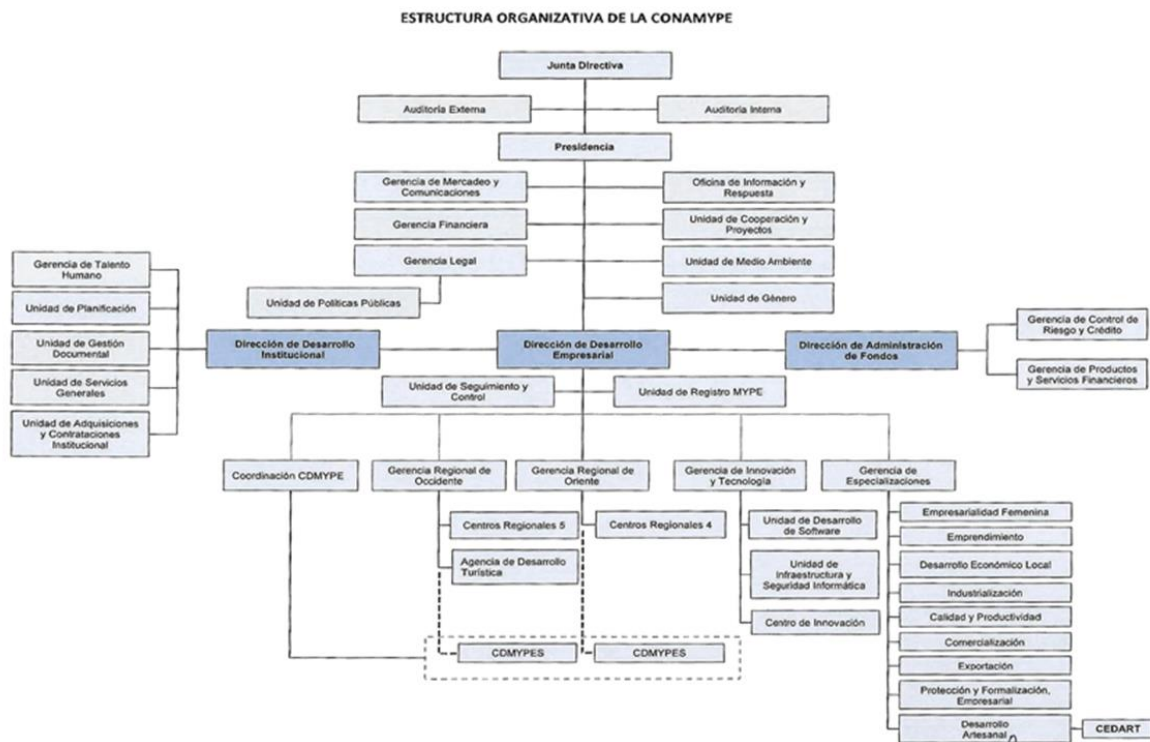 ESTRUCTURA ORGANIZATIVA DE LA CONAMYPE
Junta Directiva
Auditoría Externa
Auditoría Interna
Presidencia
Gerencia de Mercadeo y
Comunicaciones
Oficina de Información y
Respuesta
Gerencia Financiera
Unidad de Cooperación y
Proyectos
Gerencia Legal
Unidad de Medio Ambiente
Unidad de Políticas Públicas
Unidad de Género
Gerencia de Talento
Humano
Unidad de Planificación
Unidad de Gestión
Documental
Unidad de Servicios
Generales
Unidad de Adquisiciones
y Contrataciones
Institucional
Dirección de Desarrollo
Institucional
Dirección de Desarrollo
Empresarial
Dirección de Administración
de Fondos
Gerencia de Control de
Riesgo y Crédito
Gerencia de Productos
y Servicios Financieros
Unidad de Seguimiento y
Control
Unidad de Registro MYPE
Coordinación CDMYPE
Gerencia Regional de
Occidente
Gerencia Regional de
Oriente
Gerencia de Innovación
y Tecnología
Gerencia de
Especializaciones
Centros Regionales 5
Agencia de Desarrollo
Turística
Centros Regionales 4
Unidad de Desarrollo
de Software
Unidad de
Infraestructura y
Seguridad Informática
Centro de Innovación
Empresarialidad Femenina
Emprendimiento
Desarrollo Económico Local
Industrialización
Calidad y Productividad
Comercialización
Exportación
Protección y Formalización,
Empresarial
Desarrollo
Artesanal
CEDART
CDMYPES
CDMYPES